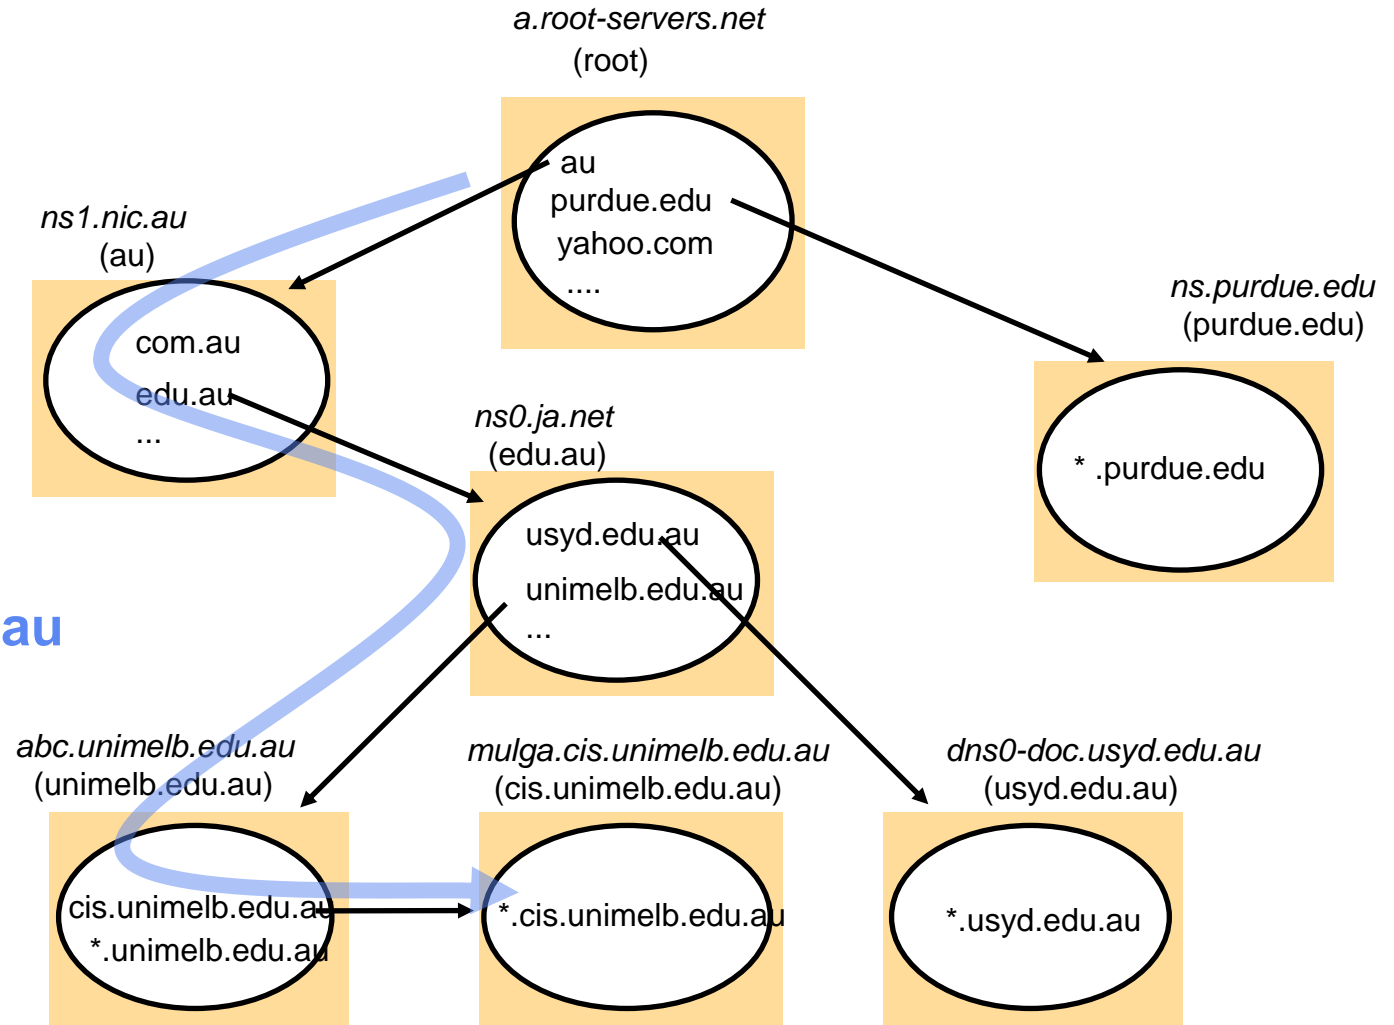 a.root-servers.net
(root)
au
purdue.edu
yahoo.com
....
ns1.nic.au
(au)
com.au
edu.au
...
ns.purdue.edu
(purdue.edu)
* .purdue.edu
ns0.ja.net
(edu.au)
usyd.edu.au
unimelb.edu.au
...
au
abc.unimelb.edu.au
(unimelb.edu.au)
cis.unimelb.edu.au
*.unimelb.edu.au
mulga.cis.unimelb.edu.au
(cis.unimelb.edu.au)
*.cis.unimelb.edu.au
dns0-doc.usyd.edu.au
(usyd.edu.au)
*.usyd.edu.au